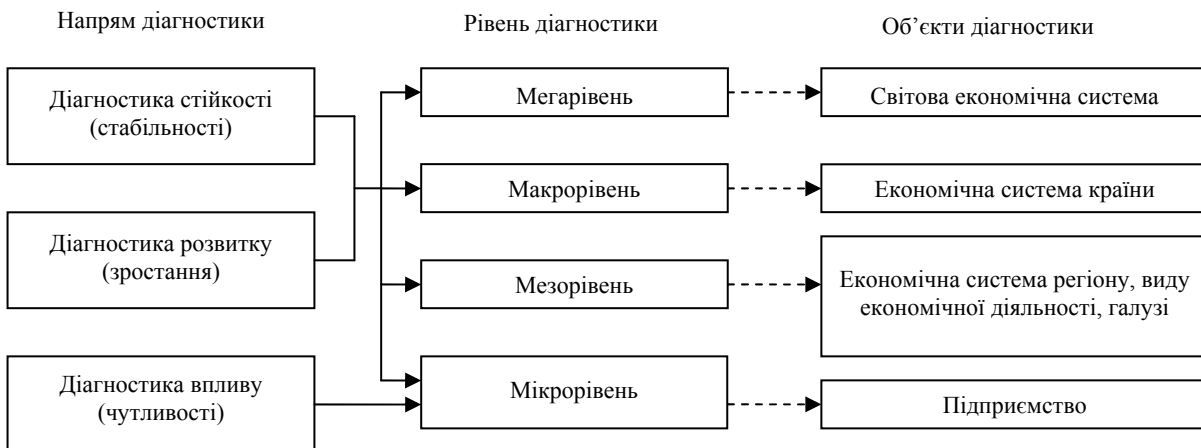 Напрям діагностики
Рівень діагностики
Об’єкти діагностики
Діагностика стійкості
(стабільності)
Діагностика розвитку
(зростання)
Діагностика впливу
(чутливості)
Мегарівень
Макрорівень
Мезорівень
Мікрорівень
Світова економічна система
Економічна система країни
Економічна система регіону, виду
економічної діяльності, галузі
Підприємство